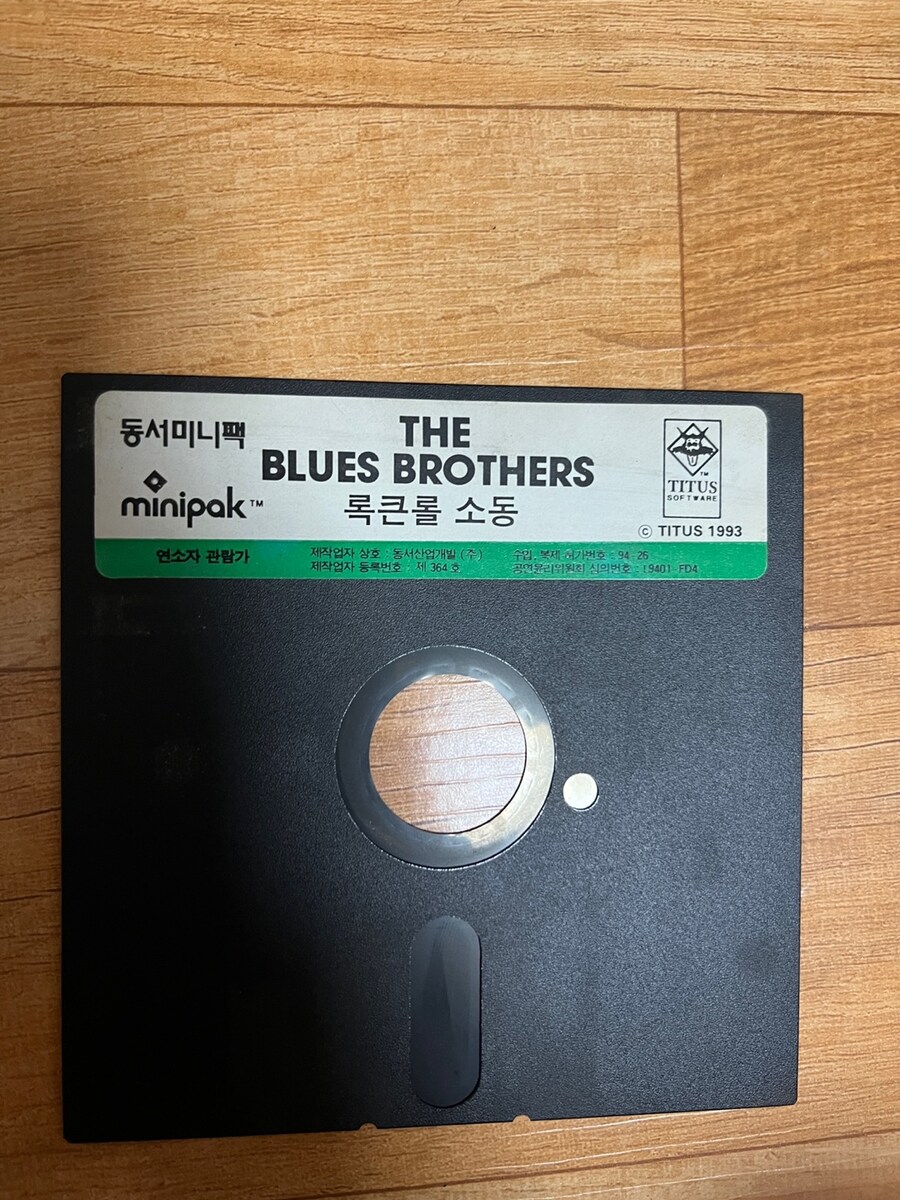 동서미니팩
minipak™
THE
BLUES BROTHERS
록큰롤 소동
TM
TITUS
SOFTWARE
© TITUS 1993
연소자 관람가
제작업자 상호 : 동서산업개발 (주)
제작업자 등록번호 : 제 364 호
수입, 복제 허가번호 : 94-26
공연윤리위원회 심의번호 : 19401-FD4